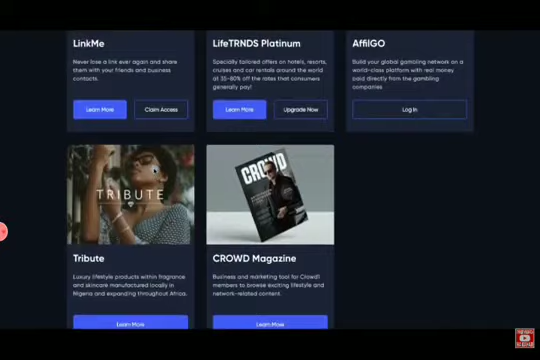 LinkMe
Never lose a link ever again and share
them with your friends and business
contacts.
Learn More
Claim Access
LifeTRNDS Platinum
Specially tailored offers on hotels, resorts,
cruises and car rentals around the world
at 35-60% off the rates that consumers
generally pay!
Learn More
Upgrade Now
AffilGO
Build your global gambling network on a
world-class platform with real money
paid directly from the gambling
companies
Log In
TRIBUTE
Tribute
Luxury lifestyle products within fragrance
and skincare manufactured locally in
Nigeria and expanding throughout Africa.
Learn More
CROWD
CROWD Magazine
Business and marketing tool for Crowd1
members to browse exciting lifestyle and
network-related content.
Learn More